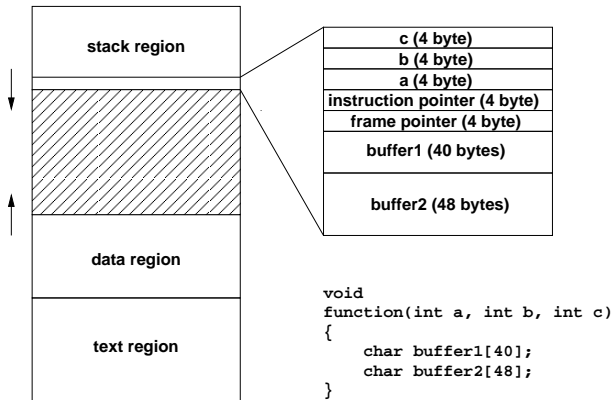 stack region
data region
text region
c (4 byte)
b (4 byte)
a (4 byte)
instruction pointer (4 byte)
frame pointer (4 byte)
buffer1 (40 bytes)
buffer2 (48 bytes)
void
function(int a, int b, int c)
{
    char buffer1[40];
    char buffer2[48];
}